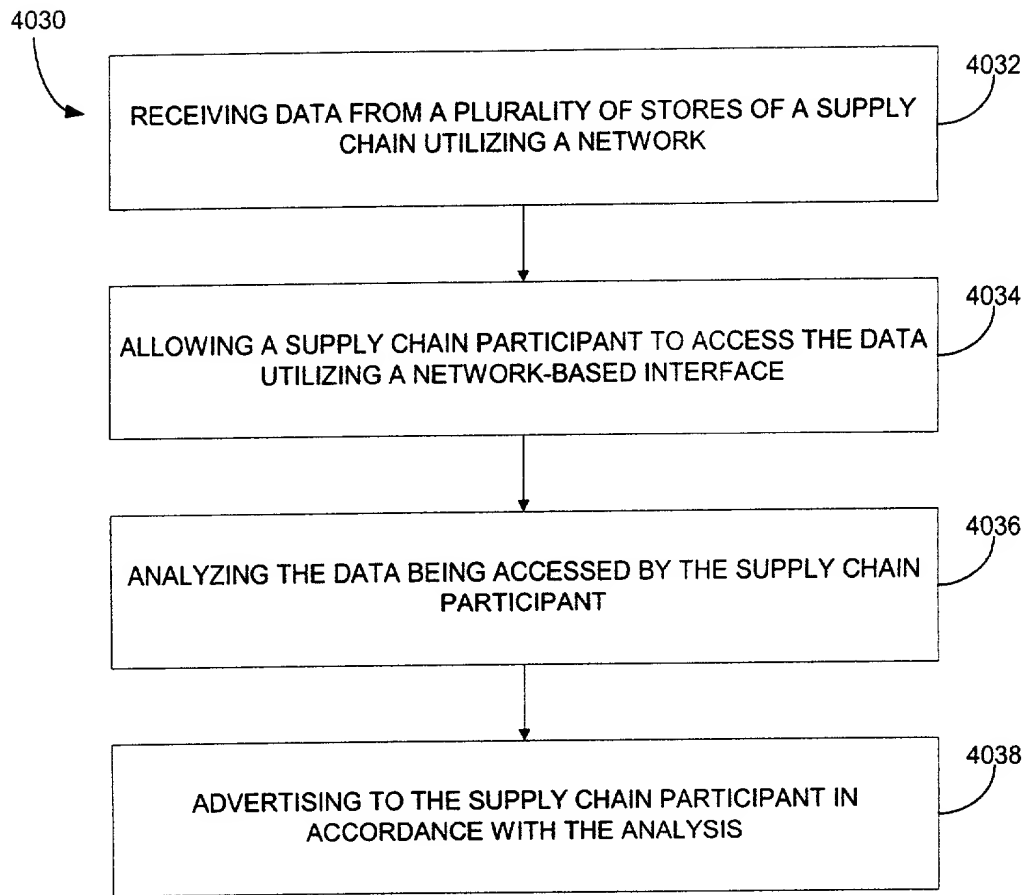 4030
4032
RECEIVING DATA FROM A PLURALITY OF STORES OF A SUPPLY
CHAIN UTILIZING A NETWORK
4034
ALLOWING A SUPPLY CHAIN PARTICIPANT TO ACCESS THE DATA
UTILIZING A NETWORK-BASED INTERFACE
4036
ANALYZING THE DATA BEING ACCESSED BY THE SUPPLY CHAIN
PARTICIPANT
4038
ADVERTISING TO THE SUPPLY CHAIN PARTICIPANT IN
ACCORDANCE WITH THE ANALYSIS